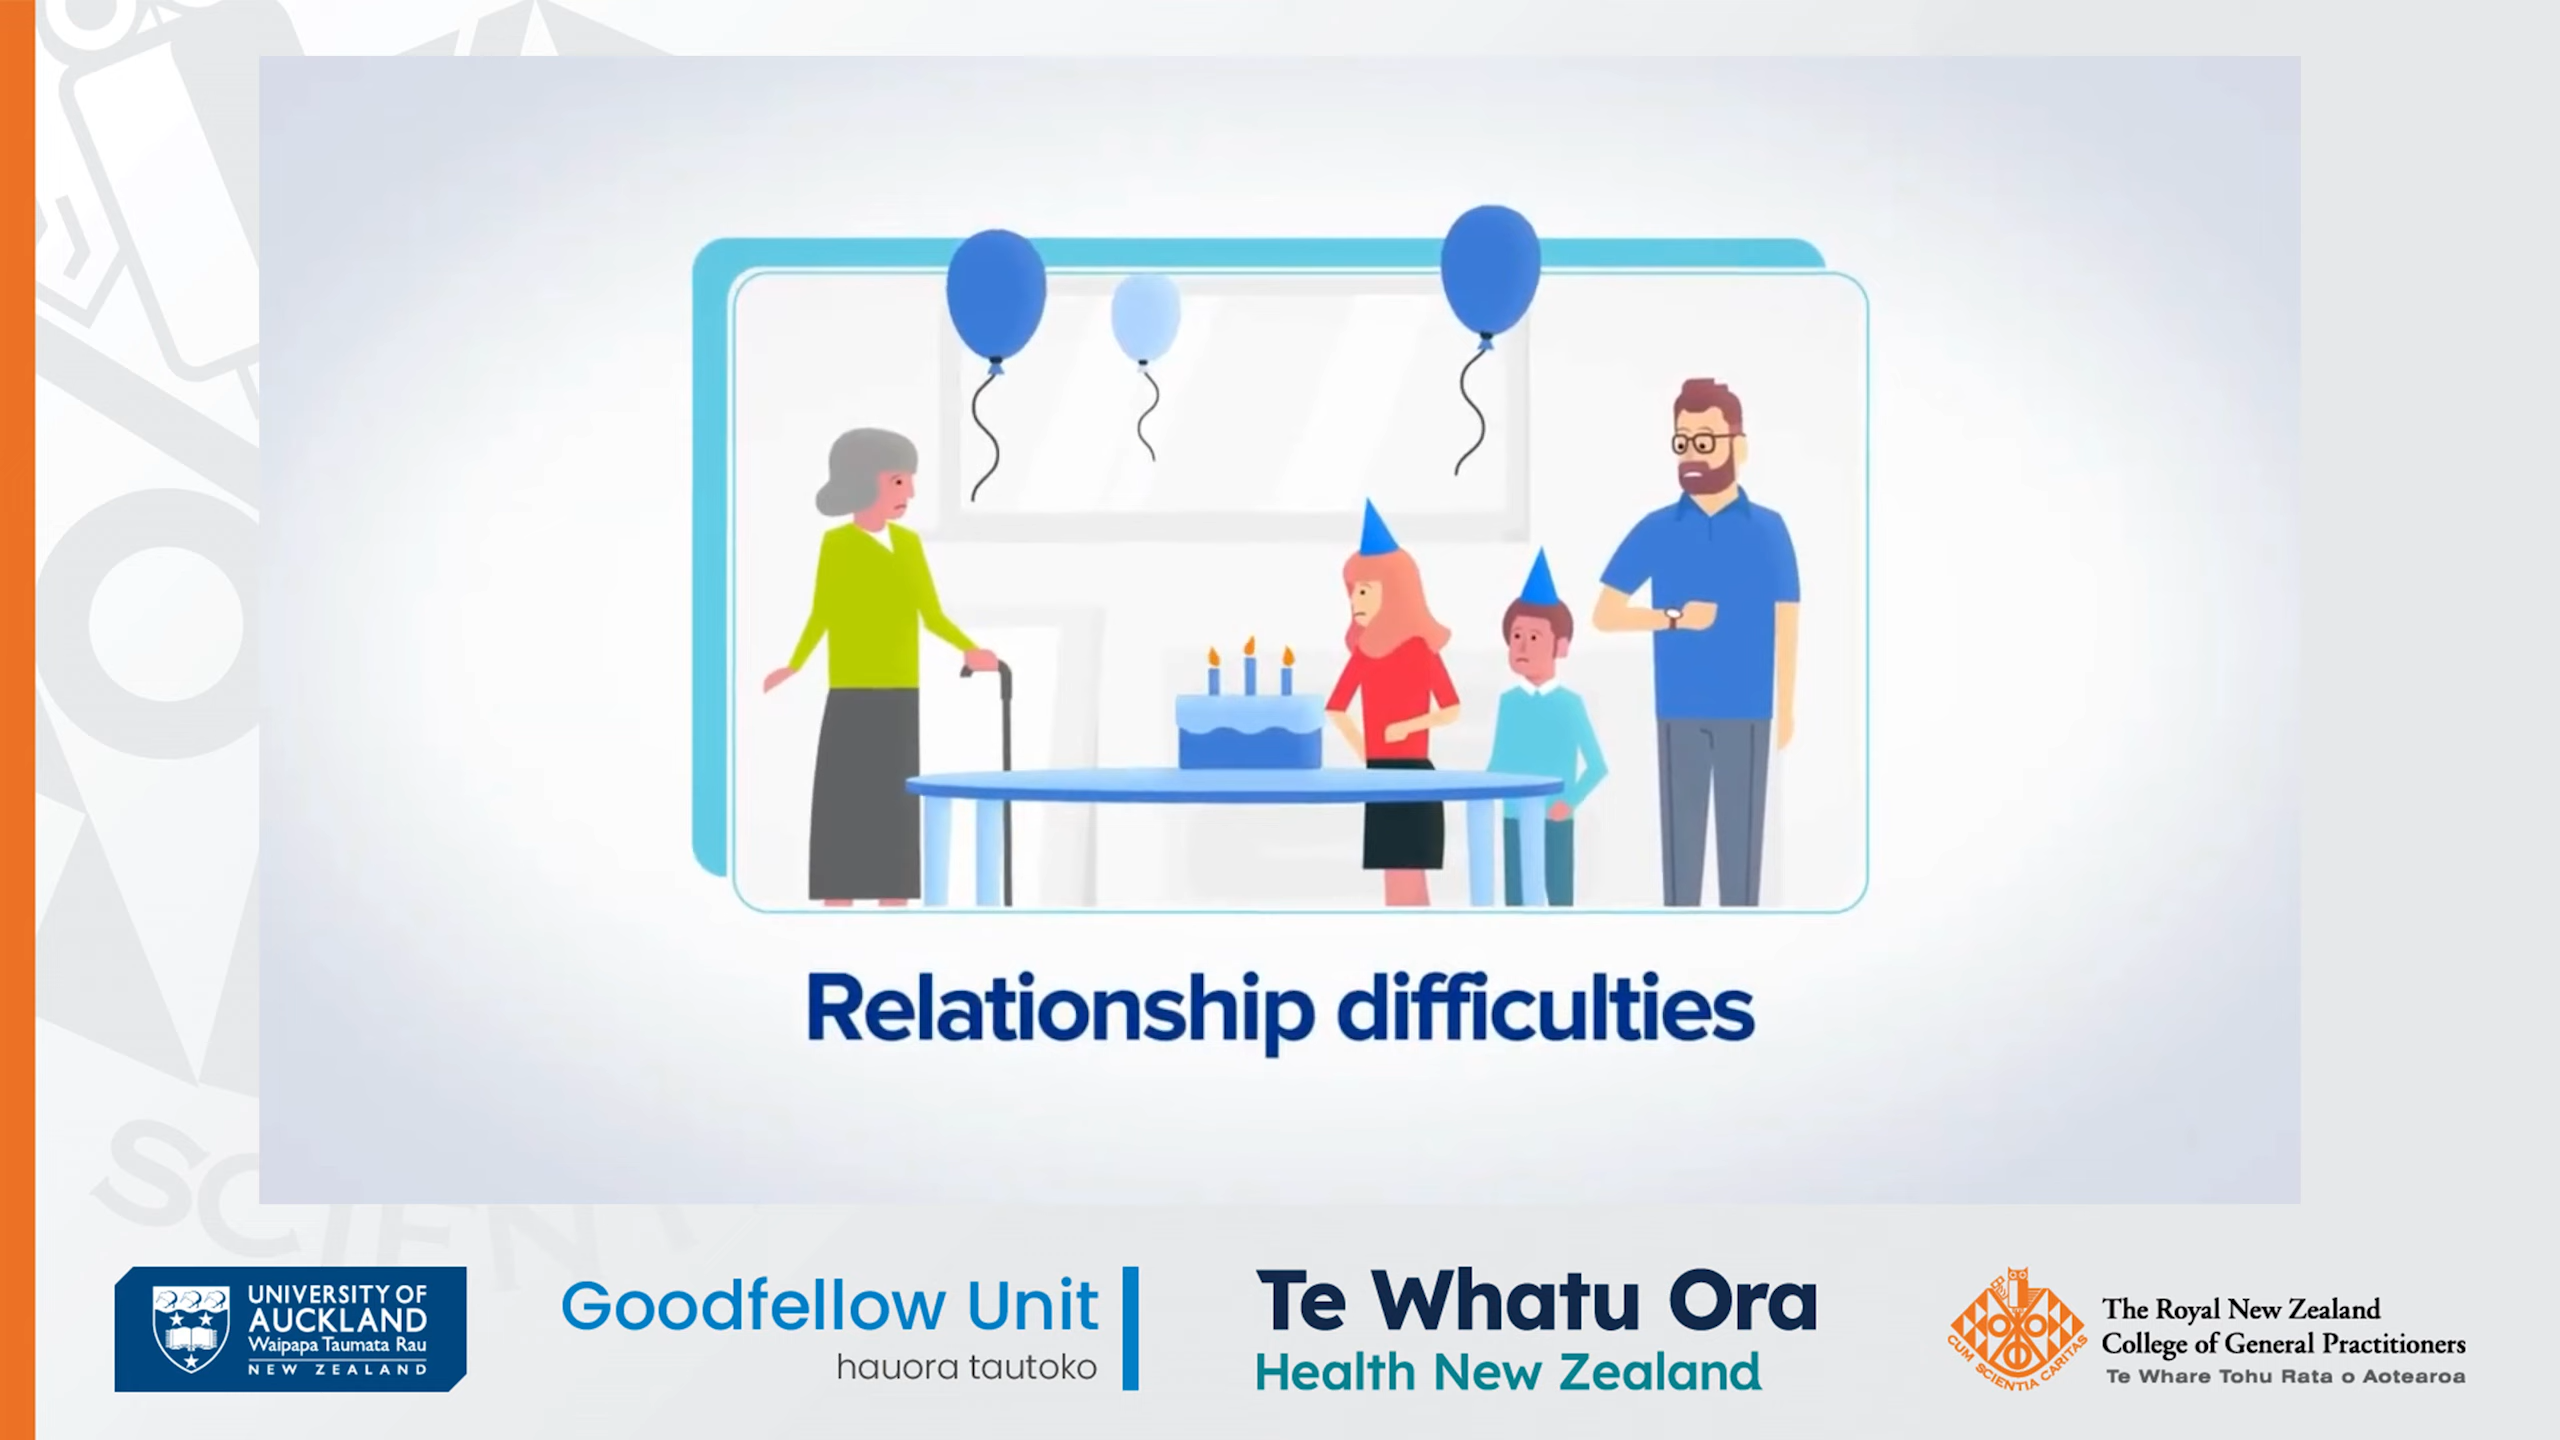 Relationship difficulties
SCIENT
UNIVERSITY OF
AUCKLAND
Waipapa Taumata Rau
NEW ZEALAND
Goodfellow Unit
hauora tautoko
Te Whatu Ora
Health New Zealand
CUM SCIENTIA CARITAS
The Royal New Zealand
College of General Practitioners
Te Whare Tohu Rata o Aotearoa